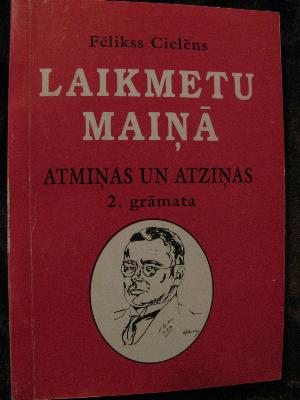 Fēlikss Cielēns
LAIKMETU
MAIŅĀ
ATMIŅAS UN ATZIŅAS
2. grāmata